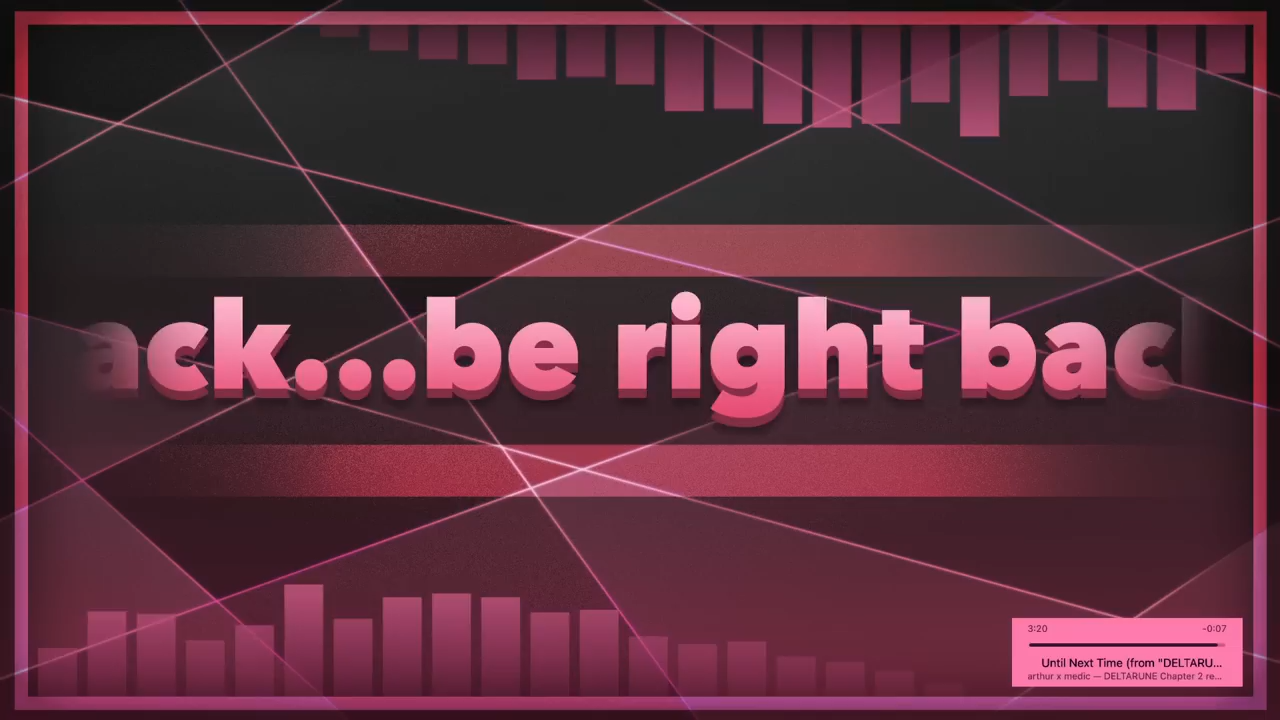 ack...be right bac
3:20 -0:07
Until Next Time (from "DELTARU...
arthur x medic — DELTARUNE Chapter 2 re...